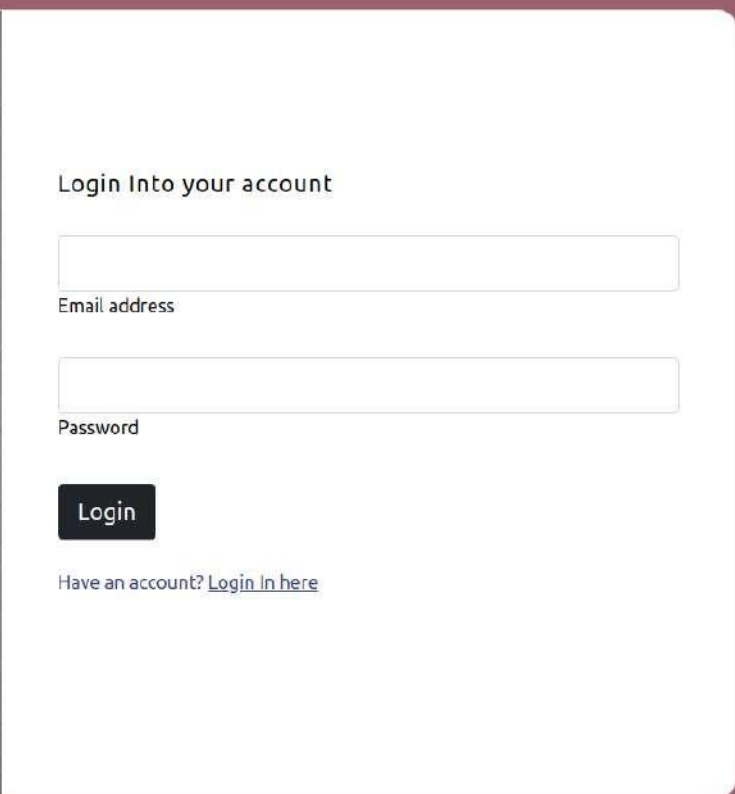 Login Into your account
Email address
Password
Login
Have an account? Login In here